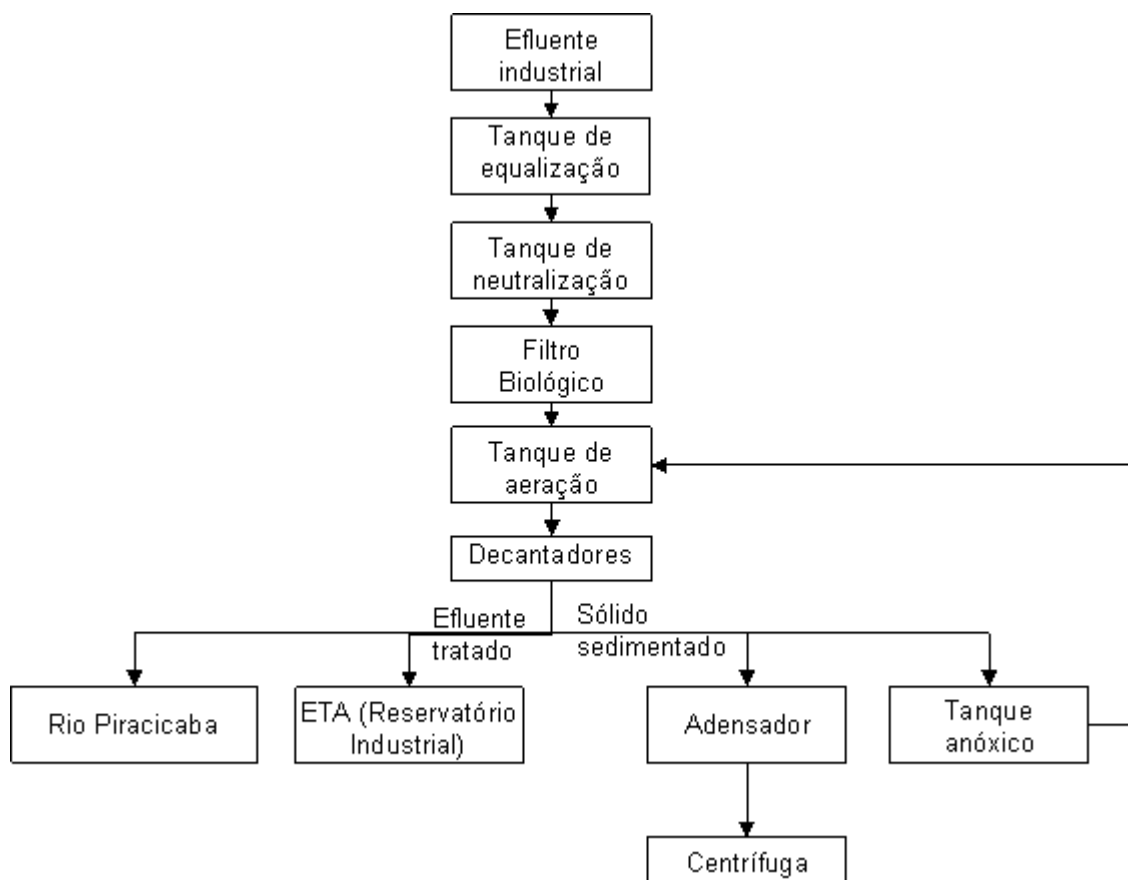 Efluente
industrial
Tanque de
equalização
Tanque de
neutralização
Filtro
Biológico
Tanque de
aeração
Decantadores
Efluente
tratado
Sólido
sedimentado
Rio Piracicaba
ETA (Reservatório
Industrial)
Adensador
Tanque
anóxico
Centrífuga